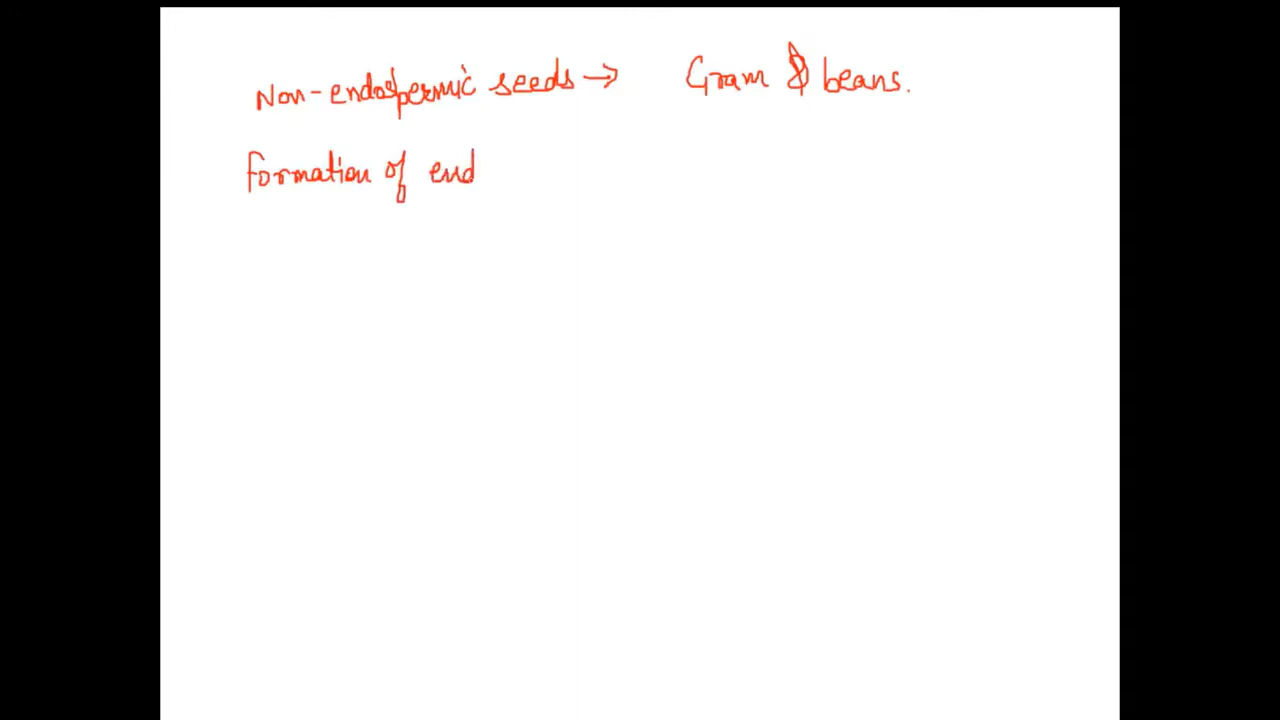 Non-endospermic seeds → Gram & beans.
Formation of end